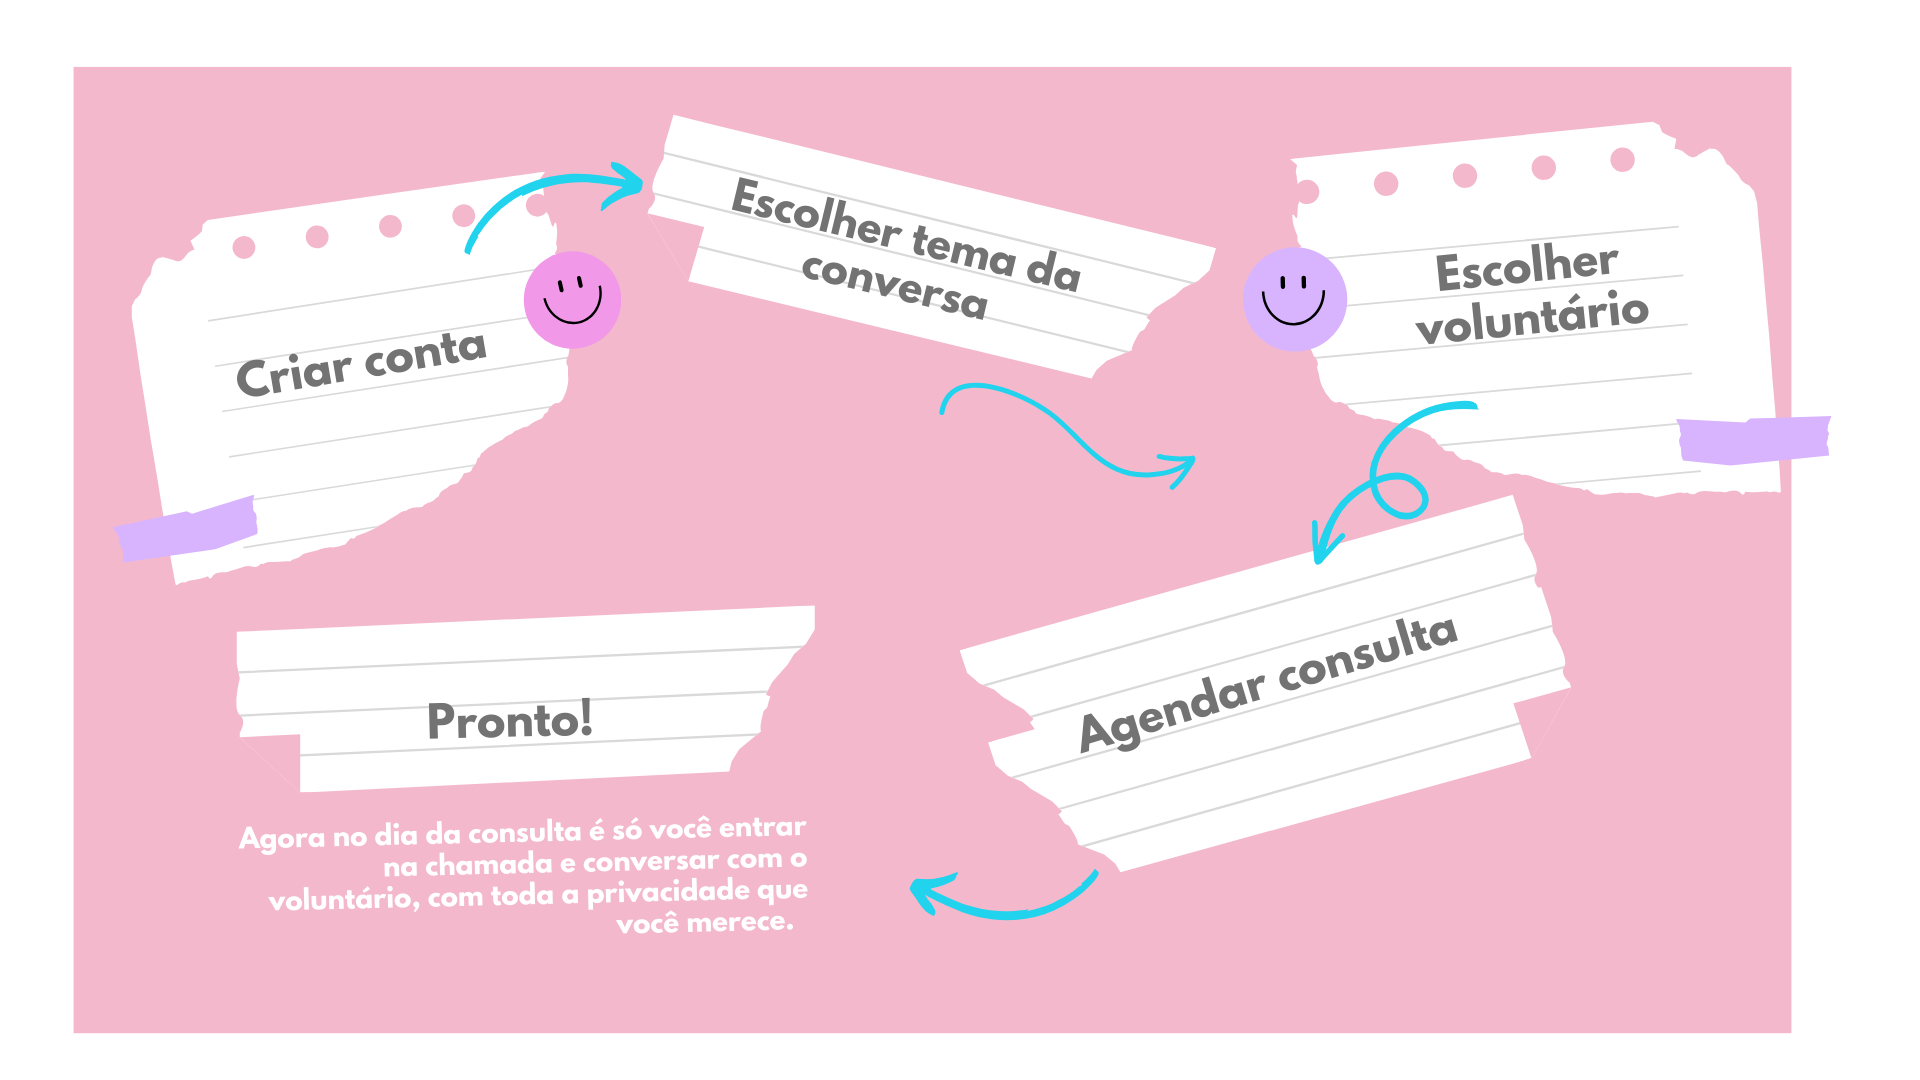 Criar conta
Escolher tema da
conversa
Escolher
voluntário
Agendar consulta
Pronto!
Agora no dia da consulta é só você entrar
na chamada e conversar com o
voluntário, com toda a privacidade que
você merece.